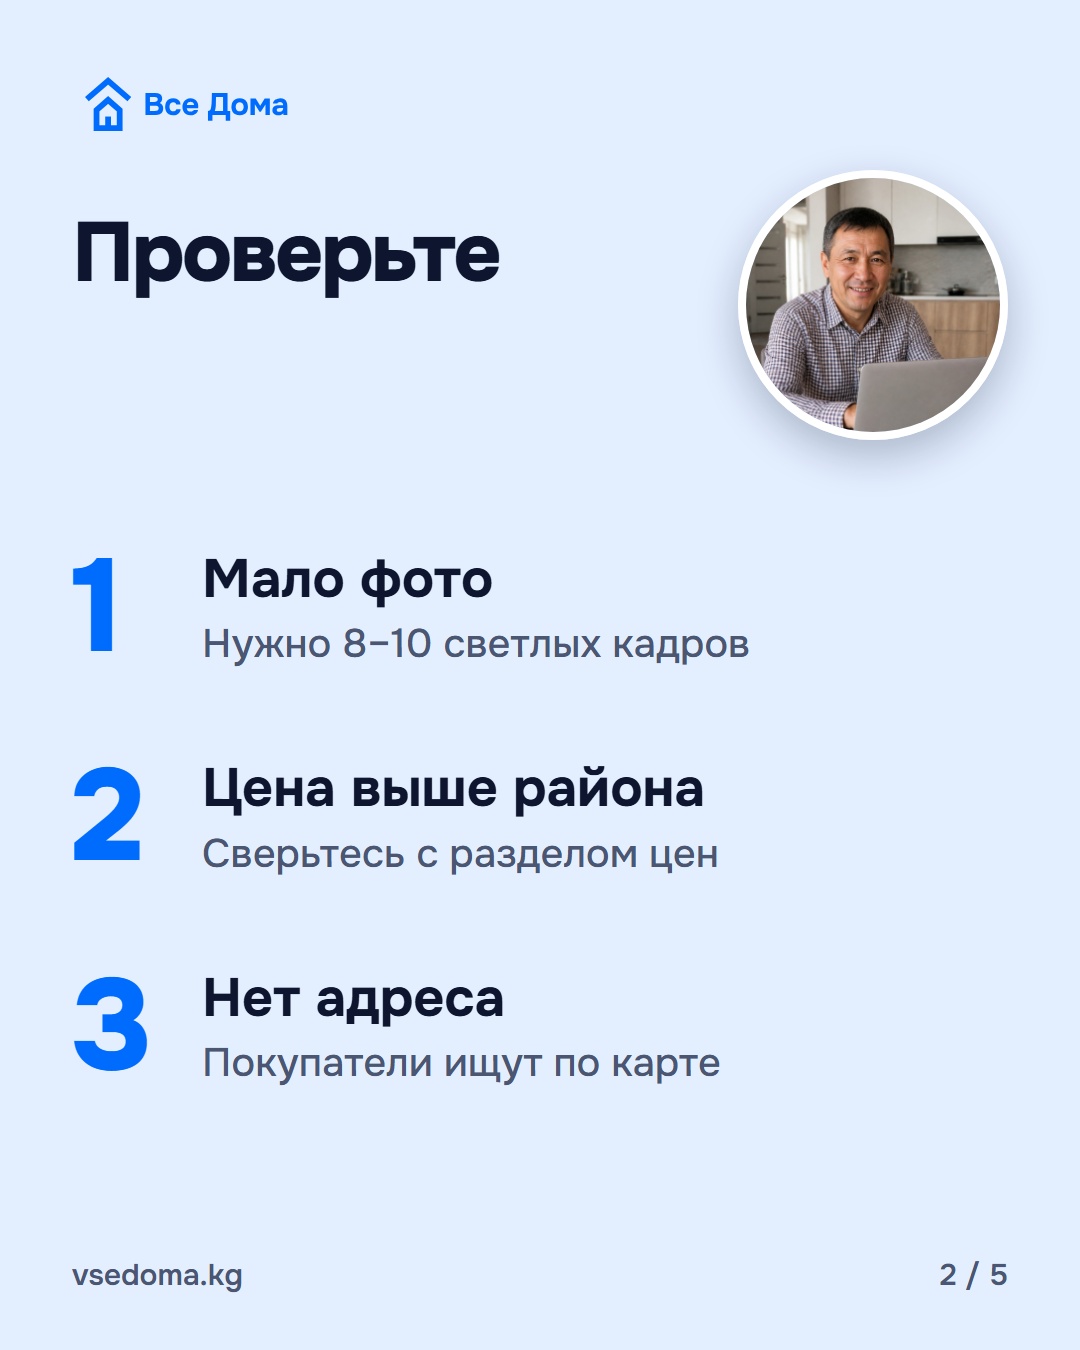 Все Дома
Проверьте
1
Мало фото
Нужно 8–10 светлых кадров
2
Цена выше района
Сверьтесь с разделом цен
3
Нет адреса
Покупатели ищут по карте
vsedoma.kg
2 / 5